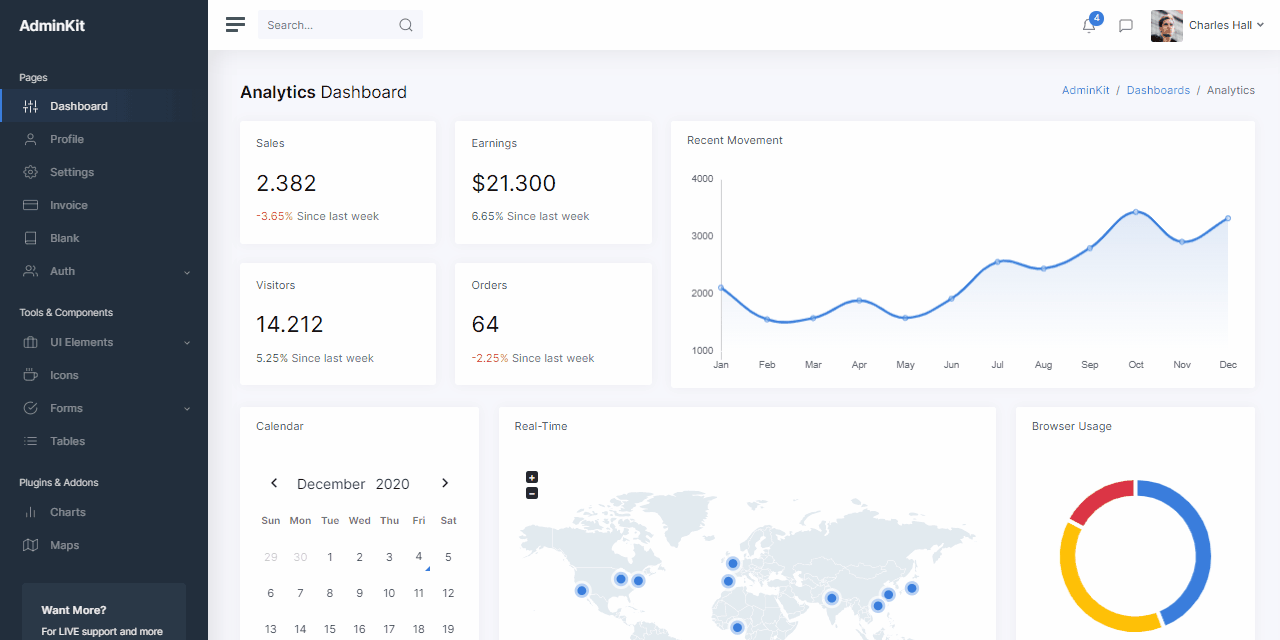 AdminKit
Search...
4
Charles Hall
Pages
Dashboard
Profile
Settings
Invoice
Blank
Auth
Tools & Components
UI Elements
Icons
Forms
Tables
Plugins & Addons
Charts
Maps
Want More?
For LIVE support and more
Analytics Dashboard
AdminKit / Dashboards / Analytics
Sales
2.382
-3.65% Since last week
Earnings
$21.300
6.65% Since last week
Visitors
14.212
5.25% Since last week
Orders
64
-2.25% Since last week
Recent Movement
4000
3000
2000
1000
Jan Feb Mar Apr May Jun Jul Aug Sep Oct Nov Dec
Calendar
December 2020
Sun Mon Tue Wed Thu Fri Sat
29 30 1 2 3 4 5
6 7 8 9 10 11 12
13 14 15 16 17 18 19
Real-Time
+
−
Browser Usage